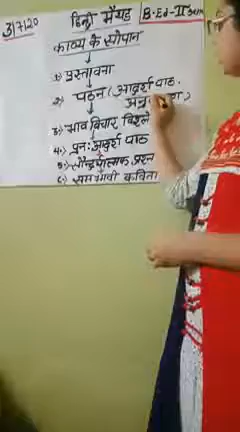 3/7/20
हिन्दी मैथड
B.Ed-II
काव्य के सोपान
1) प्रस्तावना
2) पठन (आदर्श पाठ,
3) भाव विचार
4) पुनः आदर्श पाठ
5) सौन्दर्यात्मक प्रश्न
6) समभावी कविता